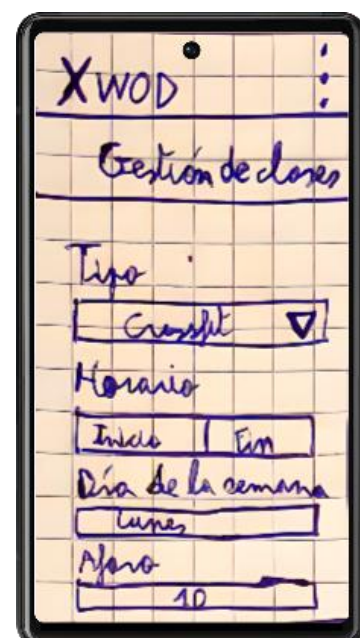 XWOD
Gestión de clases
Tipo
Crossfit
Horario
Inicio Fin
Día de la semana
Lunes
Aforo
10